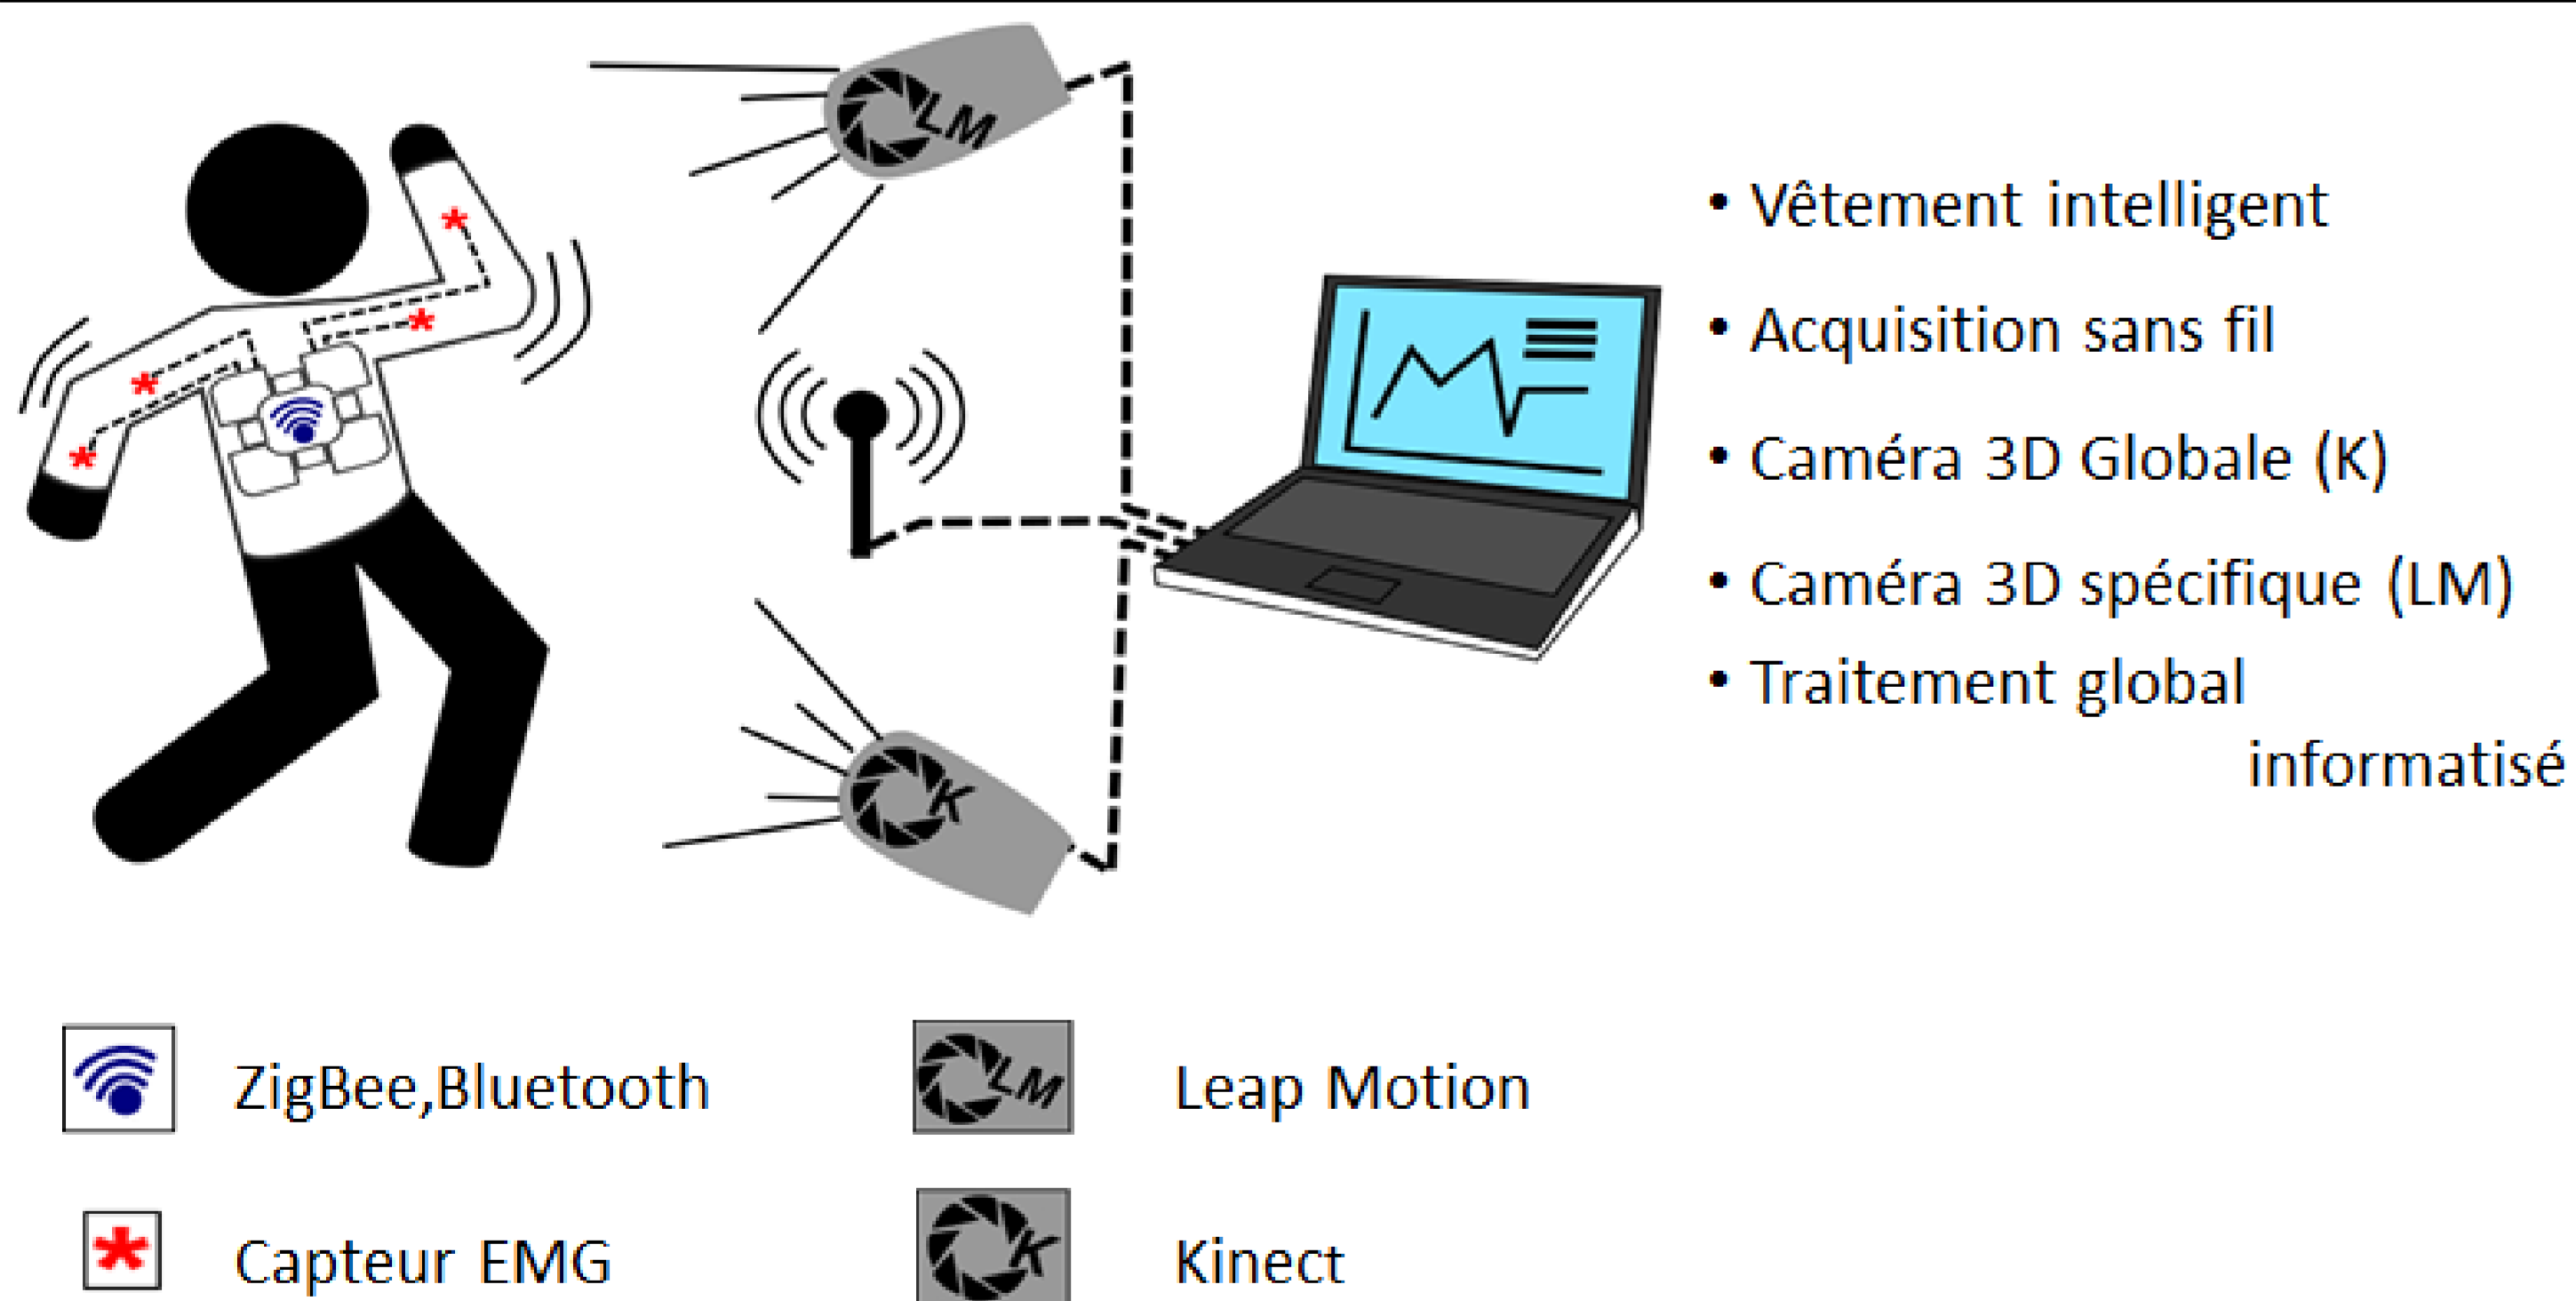 LM
• Vêtement intelligent
• Acquisition sans fil
• Caméra 3D Globale (K)
• Caméra 3D spécifique (LM)
• Traitement global
informatisé
K
ZigBee,Bluetooth
LM
Leap Motion
Capteur EMG
K
Kinect